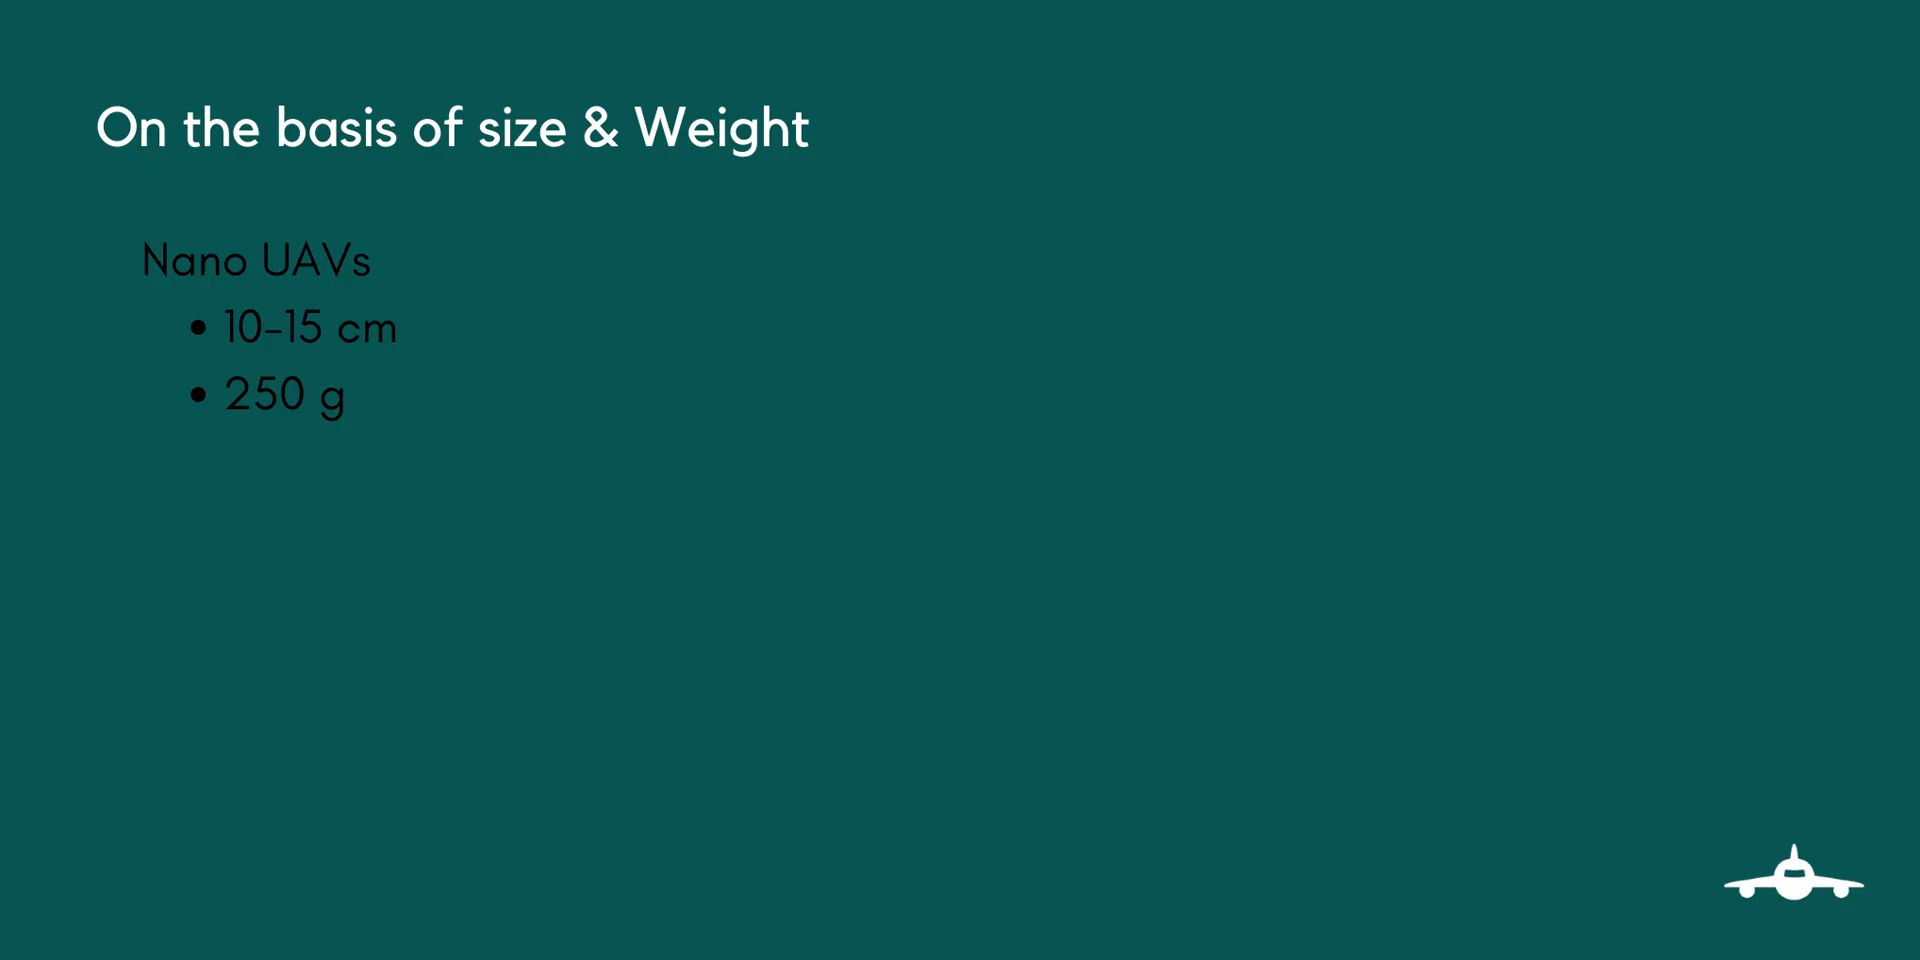 On the basis of size & Weight
Nano UAVs
• 10-15 cm
• 250 g